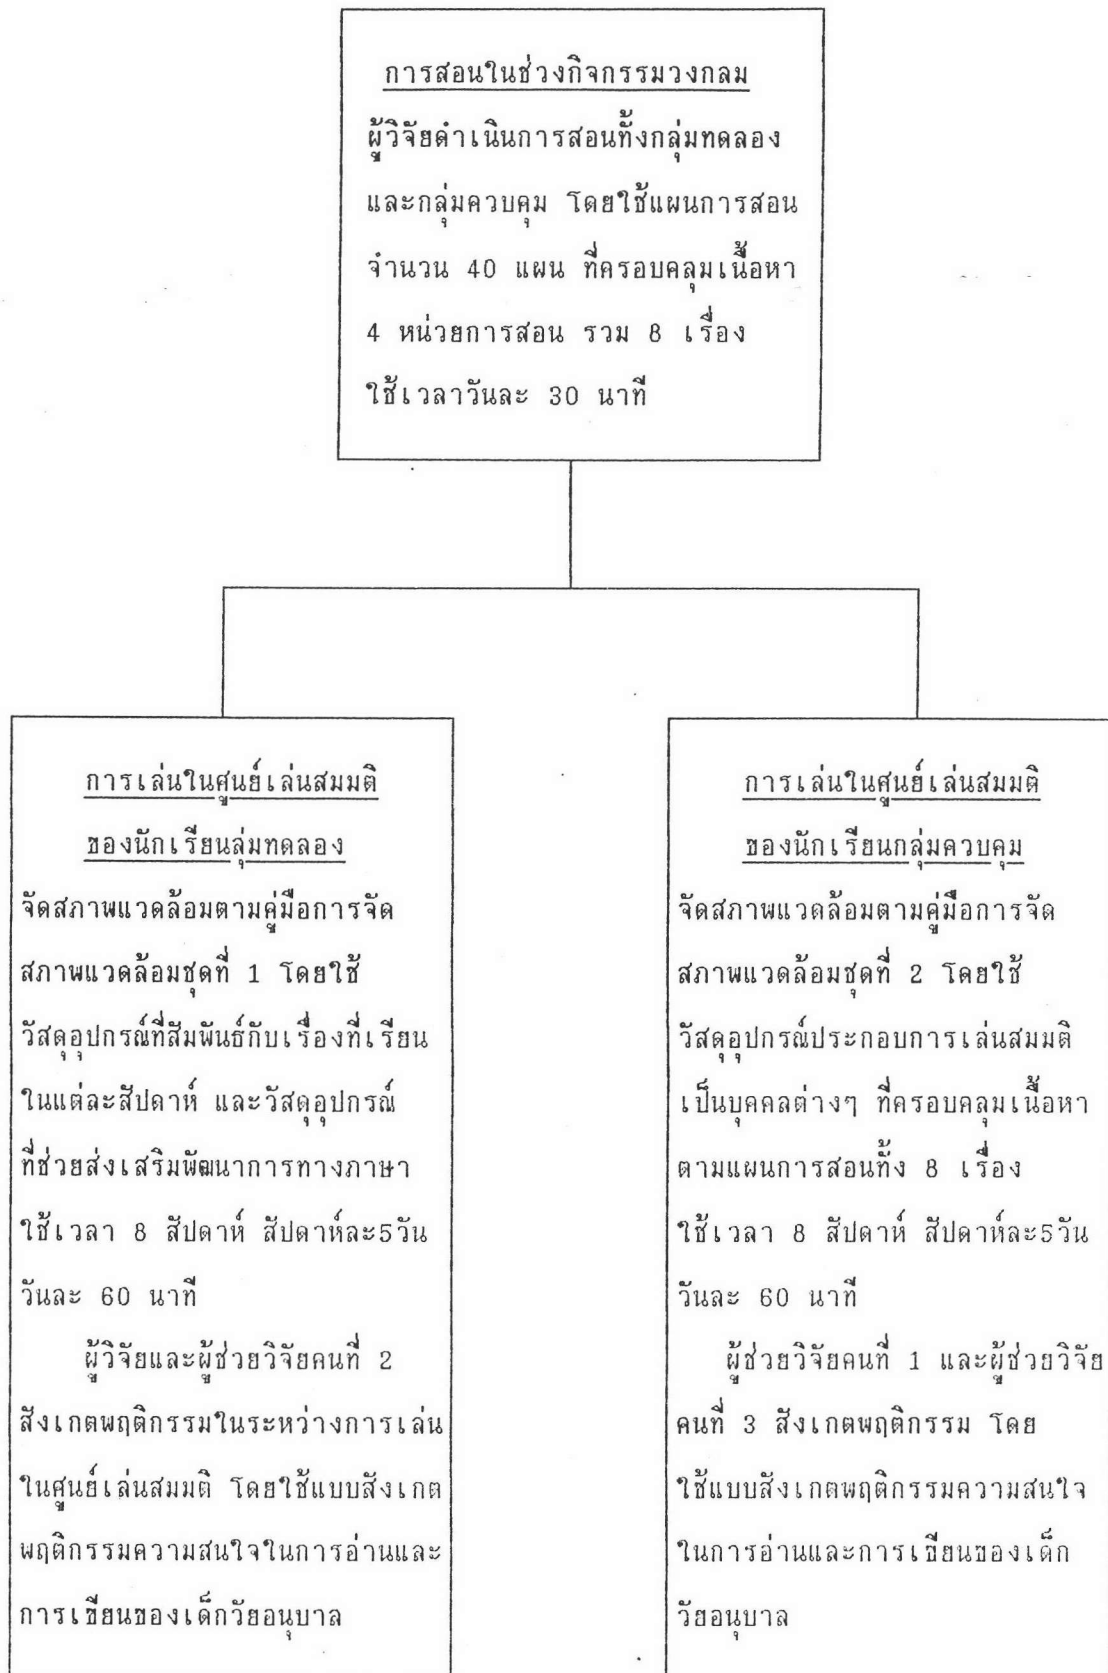 การสอนในช่วงกิจกรรมวงกลม
ผู้วิจัยดำเนินการสอนทั้งกลุ่มทดลอง
และกลุ่มควบคุม โดยใช้แผนการสอน
จำนวน 40 แผน ที่ครอบคลุมเนื้อหา
4 หน่วยการสอน รวม 8 เรื่อง
ใช้เวลาวันละ 30 นาที
การเล่นในศูนย์เล่นสมมติ
ของนักเรียนลุ่มทดลอง
จัดสภาพแวดล้อมตามคู่มือการจัด
สภาพแวดล้อมชุดที่ 1 โดยใช้
วัสดุอุปกรณ์ที่สัมพันธ์กับเรื่องที่เรียน
ในแต่ละสัปดาห์ และวัสดุอุปกรณ์
ที่ช่วยส่งเสริมพัฒนาการทางภาษา
ใช้เวลา 8 สัปดาห์ สัปดาห์ละ5วัน
วันละ 60 นาที
ผู้วิจัยและผู้ช่วยวิจัยคนที่ 2
สังเกตพฤติกรรมในระหว่างการเล่น
ในศูนย์เล่นสมมติ โดยใช้แบบสังเกต
พฤติกรรมความสนใจในการอ่านและ
การเขียนของเด็กวัยอนุบาล
การเล่นในศูนย์เล่นสมมติ
ของนักเรียนกลุ่มควบคุม
จัดสภาพแวดล้อมตามคู่มือการจัด
สภาพแวดล้อมชุดที่ 2 โดยใช้
วัสดุอุปกรณ์ประกอบการเล่นสมมติ
เป็นบุคคลต่างๆ ที่ครอบคลุมเนื้อหา
ตามแผนการสอนทั้ง 8 เรื่อง
ใช้เวลา 8 สัปดาห์ สัปดาห์ละ5วัน
วันละ 60 นาที
ผู้ช่วยวิจัยคนที่ 1 และผู้ช่วยวิจัย
คนที่ 3 สังเกตพฤติกรรม โดย
ใช้แบบสังเกตพฤติกรรมความสนใจ
ในการอ่านและการเขียนของเด็ก
วัยอนุบาล